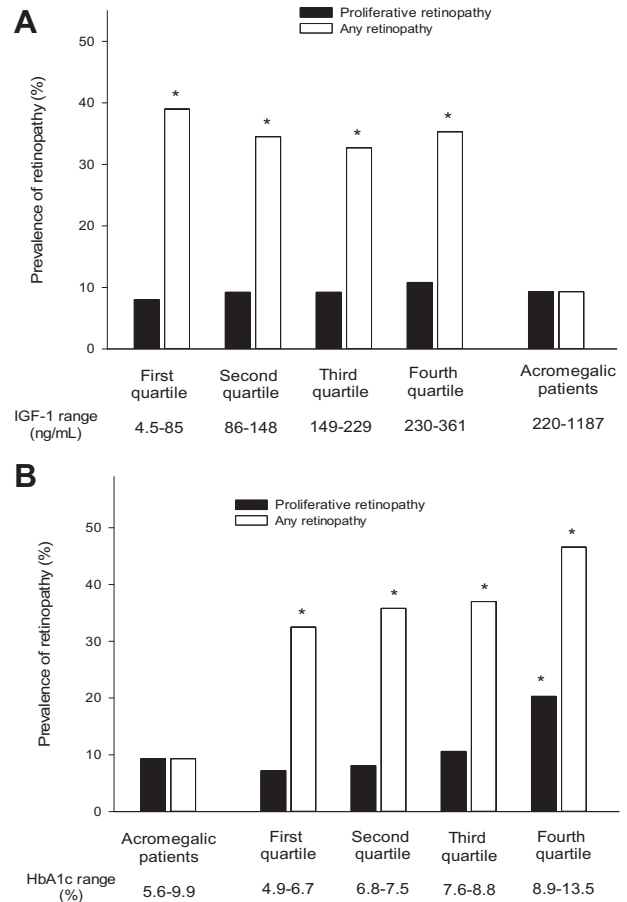 A
Proliferative retinopathy
Any retinopathy
Prevalence of retinopathy (%)
50
40
30
20
10
0
* * * *
First quartile
Second quartile
Third quartile
Fourth quartile
Acromegalic patients
IGF-1 range (ng/mL)
4.5-85 86-148 149-229 230-361 220-1187
B
Proliferative retinopathy
Any retinopathy
Prevalence of retinopathy (%)
50
40
30
20
10
0
* * * * *
Acromegalic patients
First quartile
Second quartile
Third quartile
Fourth quartile
HbA1c range (%)
5.6-9.9 4.9-6.7 6.8-7.5 7.6-8.8 8.9-13.5